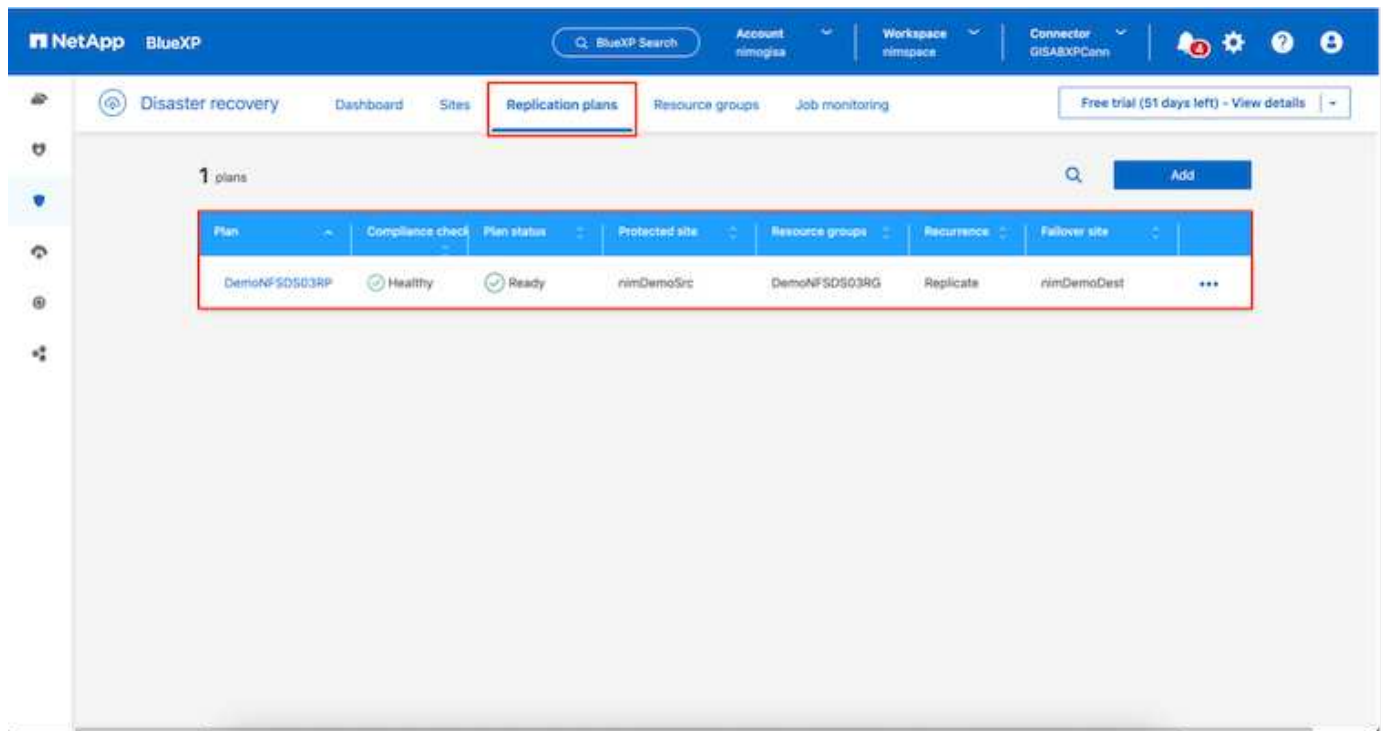 NetApp BlueXP
BlueXP Search
Account
nimogisa
Workspace
nimspace
Connector
GISABXPConn
4
Disaster recovery
Dashboard
Sites
Replication plans
Resource groups
Job monitoring
Free trial (51 days left) - View details
1 plans
Add
Plan
Compliance check
Plan status
Protected site
Resource groups
Recurrence
Failover site
DemoNFSDS03RP
Healthy
Ready
nimDemoSrc
DemoNFSDS03RG
Replicate
nimDemoDest